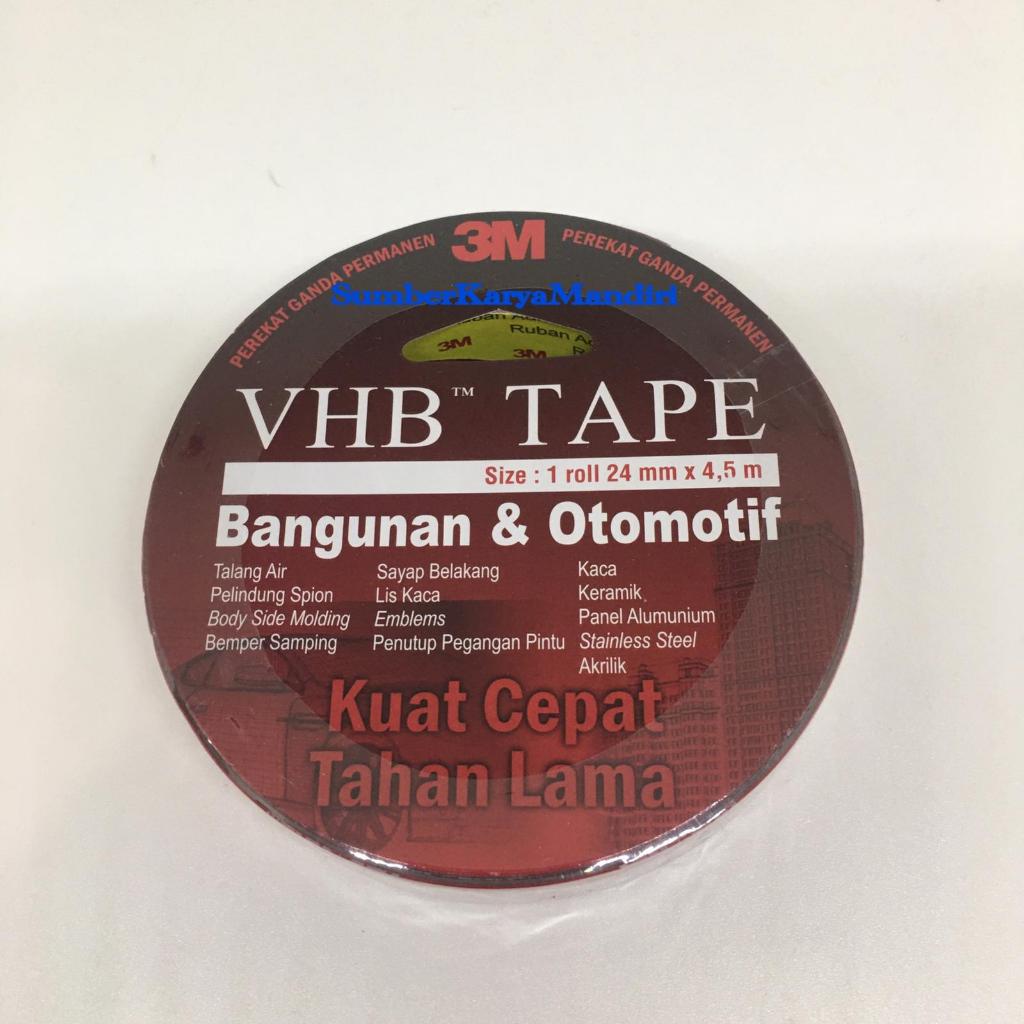 PEREKAT GANDA PERMANEN
3M
PEREKAT GANDA PERMANEN
SumberKaryaMandiri
Ruban
3M
3M
VHB™ TAPE
Size : 1 roll 24 mm x 4,5 m
Bangunan & Otomotif
Talang Air
Pelindung Spion
Body Side Molding
Bemper Samping
Sayap Belakang
Lis Kaca
Emblems
Penutup Pegangan Pintu
Kaca
Keramik
Panel Alumunium
Stainless Steel
Akrilik
Kuat Cepat
Tahan Lama